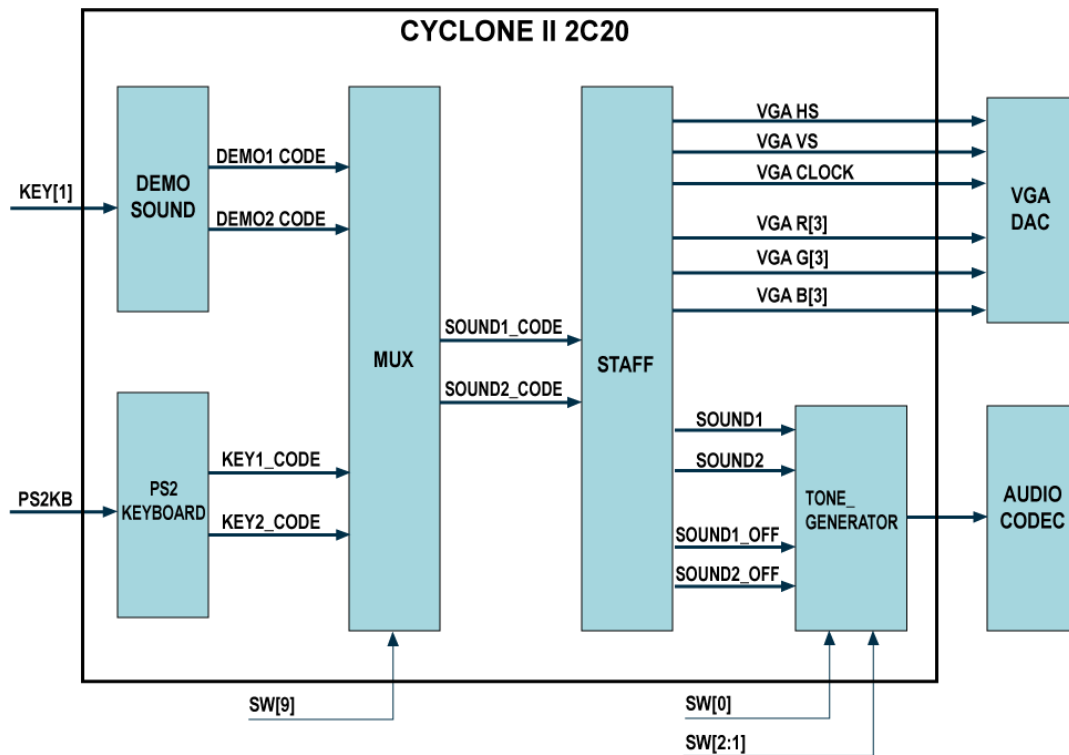 CYCLONE II 2C20
KEY[1]
DEMO
SOUND
DEMO1 CODE
DEMO2 CODE
PS2KB
PS2
KEYBOARD
KEY1_CODE
KEY2_CODE
MUX
SW[9]
SOUND1_CODE
SOUND2_CODE
STAFF
VGA HS
VGA VS
VGA CLOCK
VGA R[3]
VGA G[3]
VGA B[3]
VGA
DAC
SOUND1
SOUND2
SOUND1_OFF
SOUND2_OFF
TONE_
GENERATOR
SW[0]
SW[2:1]
AUDIO
CODEC